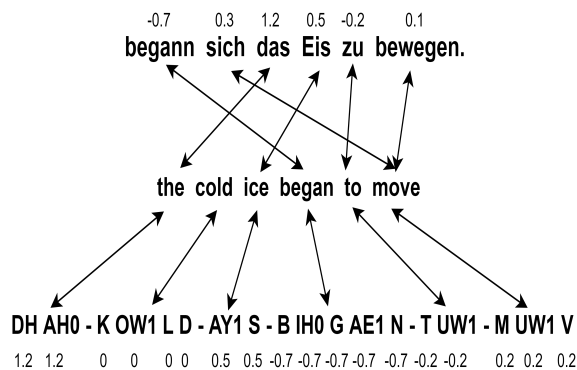 -0.7 0.3 1.2 0.5 -0.2 0.1
begann sich das Eis zu bewegen.
the cold ice began to move
DH AH0 - K OW1 L D - AY1 S - B IH0 G AE1 N - T UW1 - M UW1 V
1.2 1.2 0 0 0 0 0.5 0.5 -0.7 -0.7 -0.7 -0.7 -0.7 -0.2 -0.2 0.2 0.2 0.2